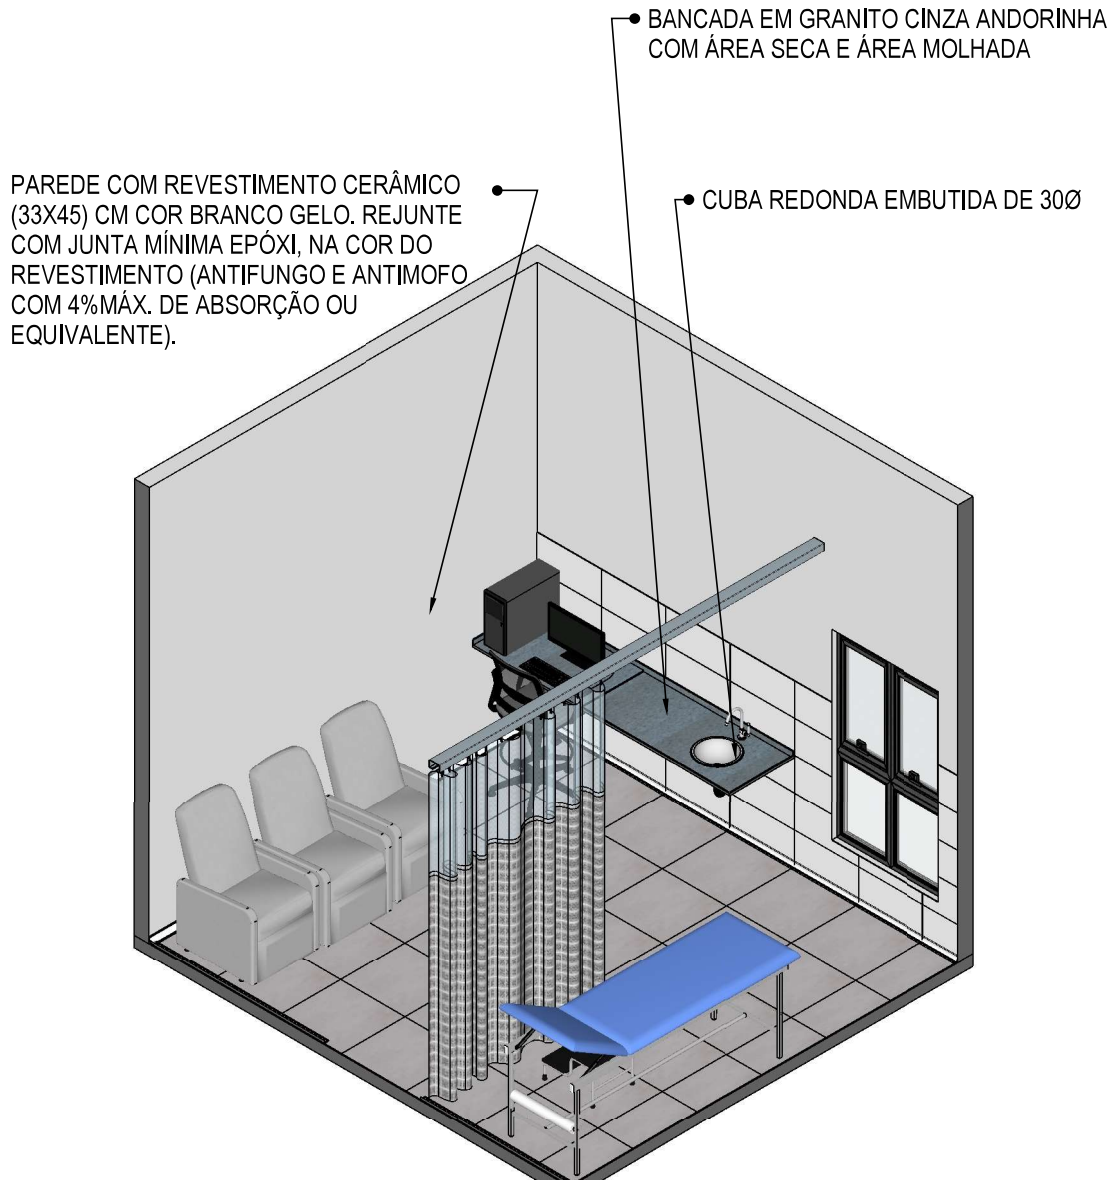 BANCADA EM GRANITO CINZA ANDORINHA
COM ÁREA SECA E ÁREA MOLHADA
PAREDE COM REVESTIMENTO CERÂMICO
(33X45) CM COR BRANCO GELO. REJUNTE
COM JUNTA MÍNIMA EPÓXI, NA COR DO
REVESTIMENTO (ANTIFUNGO E ANTIMOFO
COM 4%MÁX. DE ABSORÇÃO OU
EQUIVALENTE).
CUBA REDONDA EMBUTIDA DE 30Ø